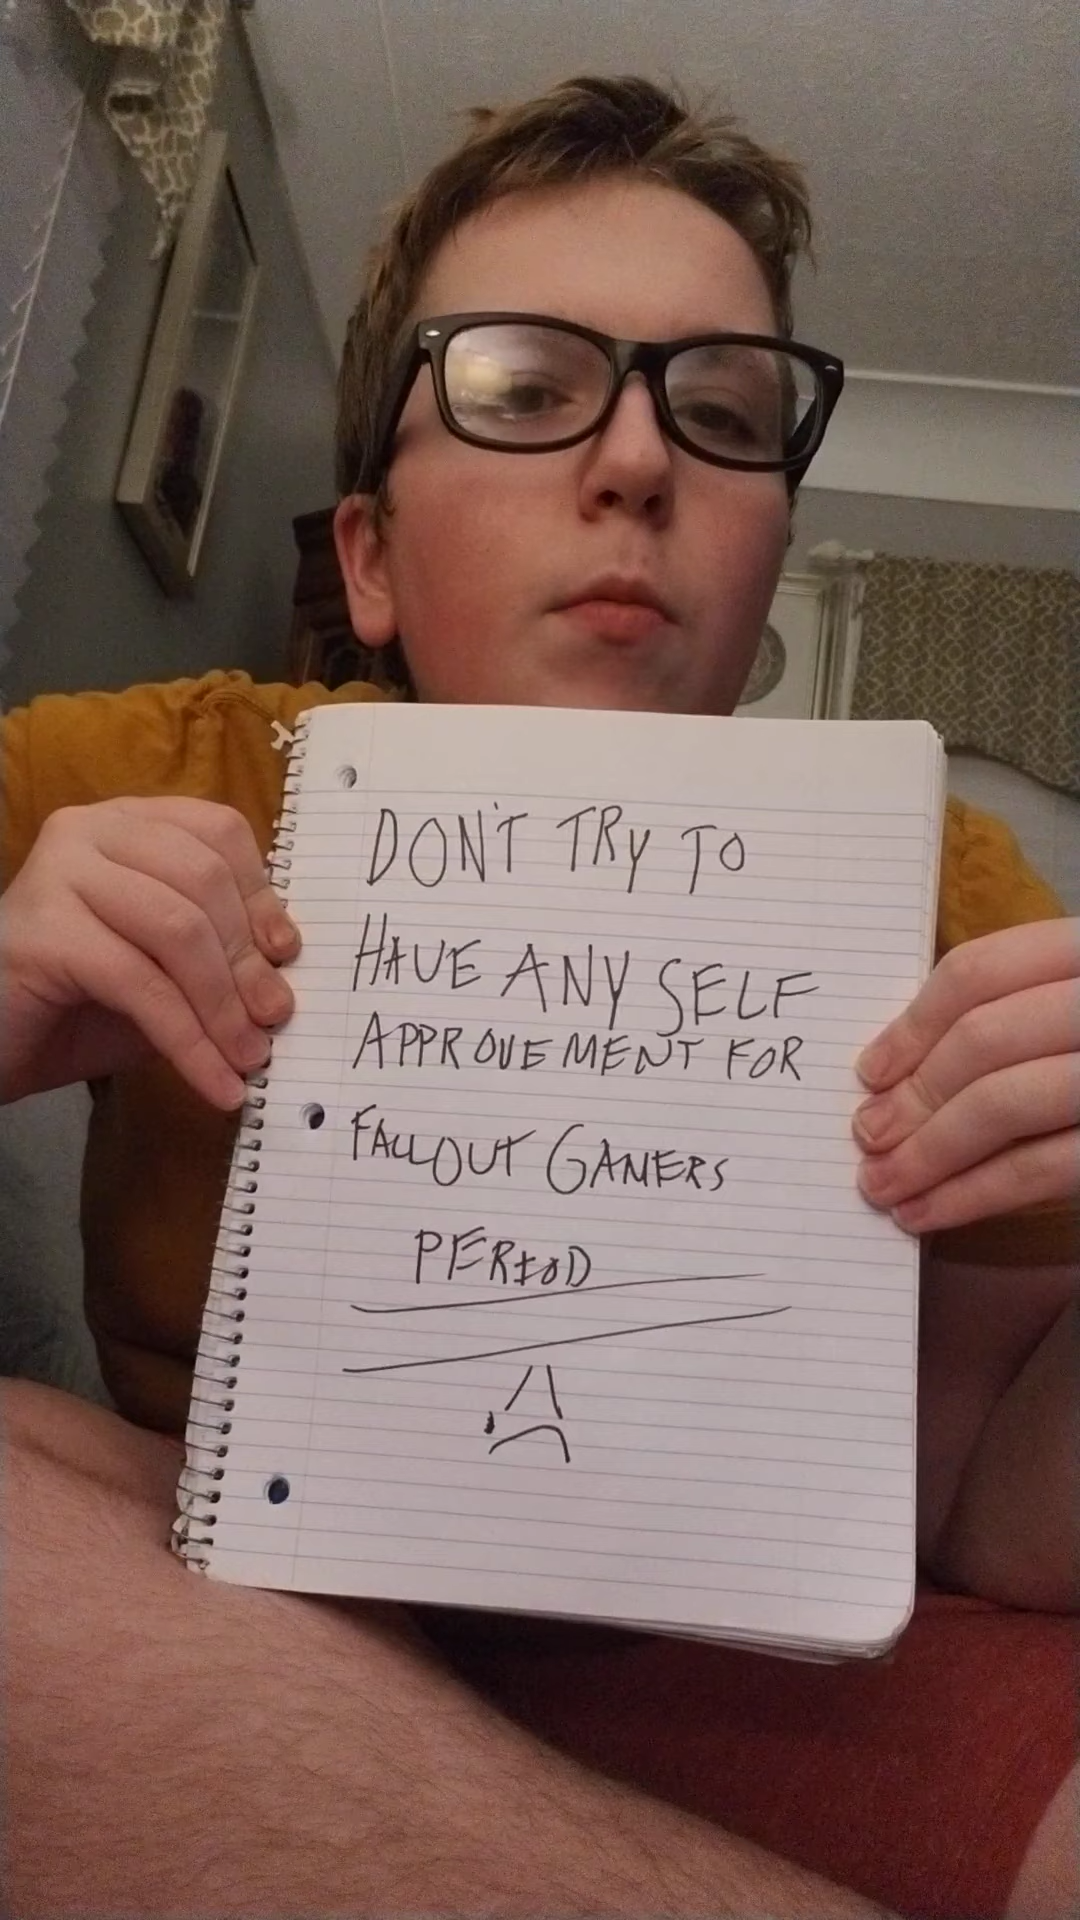 DON'T TRY TO
HAVE ANY SELF
APPROVEMENT FOR
FALLOUT GAMERS
PERIOD